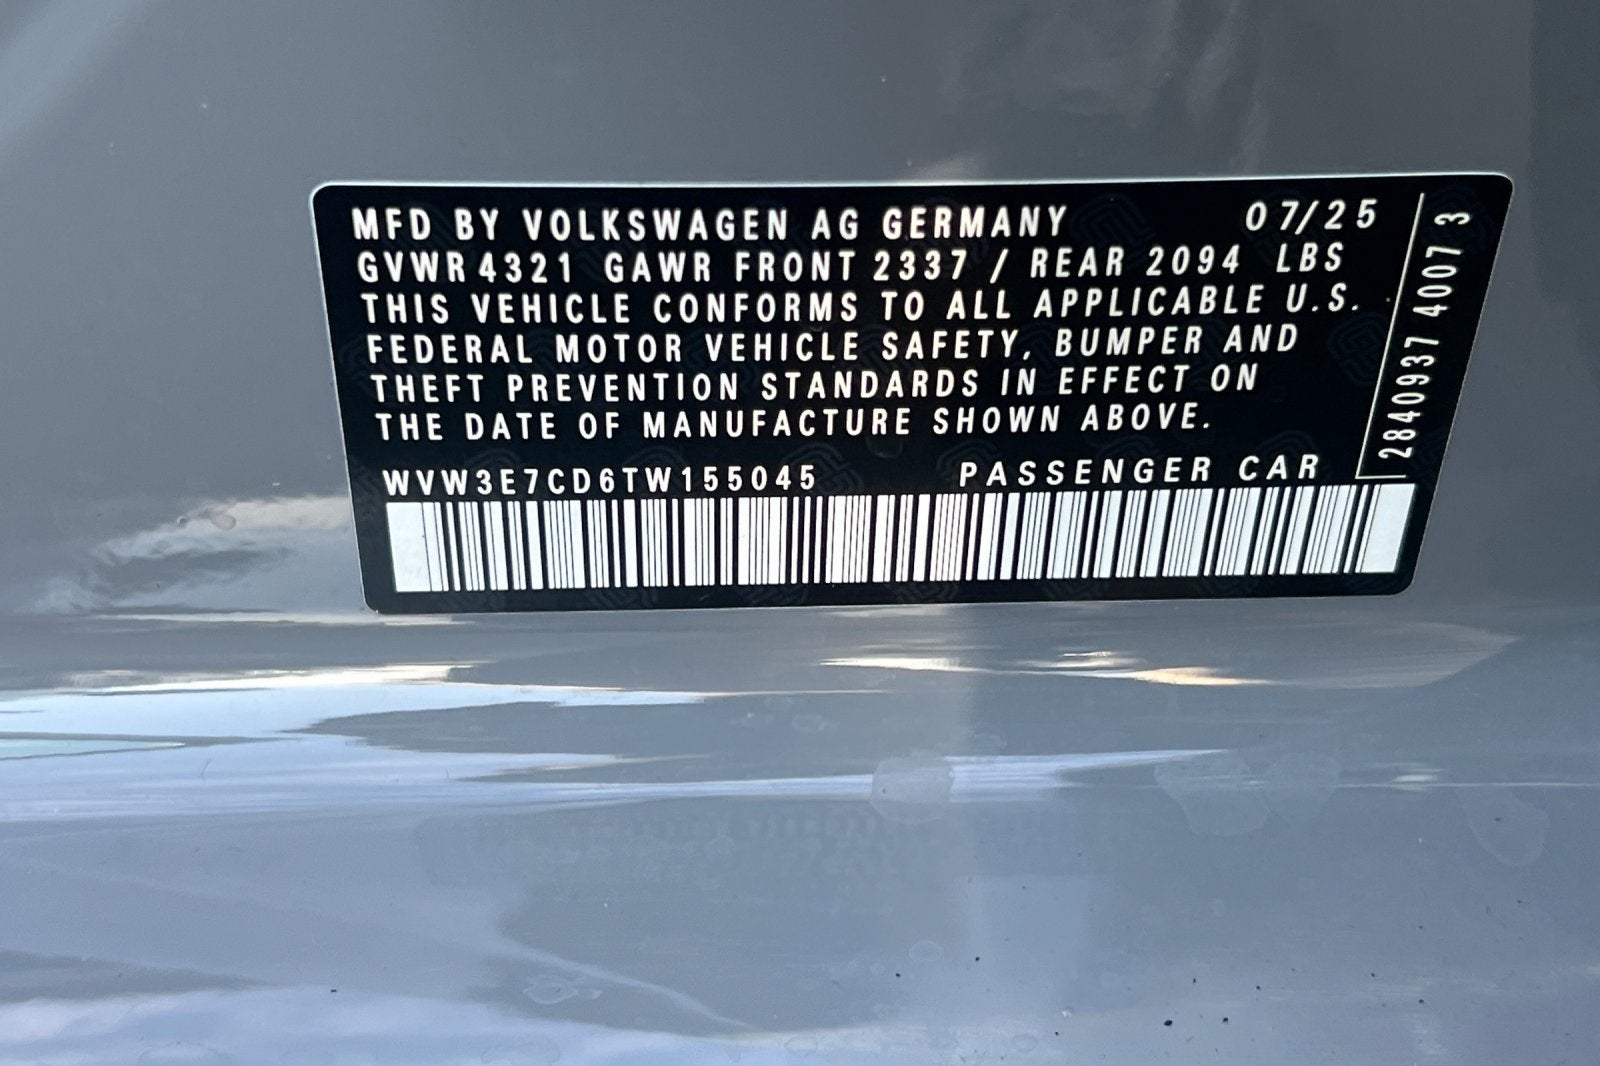 MFD BY VOLKSWAGEN AG GERMANY 07/25
GVWR 4321 GAWR FRONT 2337 / REAR 2094 LBS
THIS VEHICLE CONFORMS TO ALL APPLICABLE U.S.
FEDERAL MOTOR VEHICLE SAFETY, BUMPER AND
THEFT PREVENTION STANDARDS IN EFFECT ON
THE DATE OF MANUFACTURE SHOWN ABOVE.
WVW3E7CD6TW155045 PASSENGER CAR
2840937 4007 3